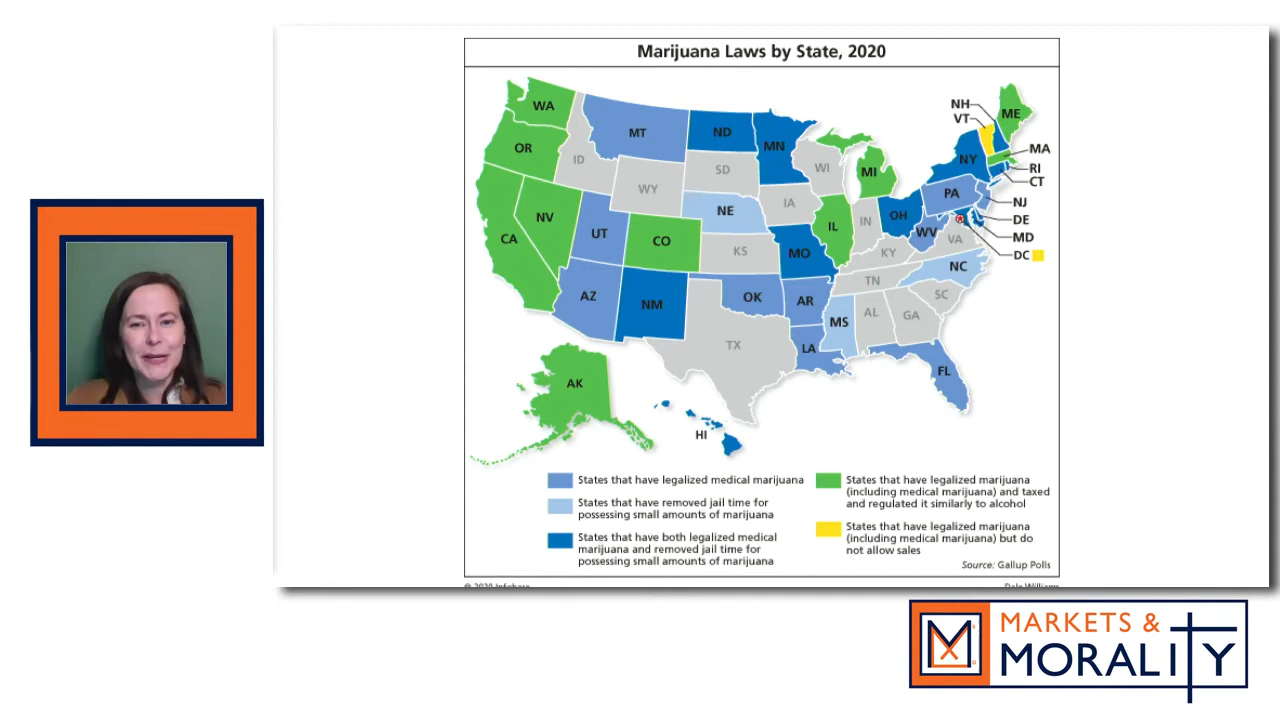 Marijuana Laws by State, 2020
WA
OR
CA
NV
ID
MT
WY
UT
CO
AZ
NM
ND
SD
NE
KS
OK
TX
MN
IA
MO
AR
LA
WI
IL
MI
IN
OH
KY
TN
MS
AL
GA
FL
SC
NC
VA
WV
PA
NY
NH
VT
ME
MA
RI
CT
NJ
DE
MD
DC
AK
HI
States that have legalized medical marijuana
States that have removed jail time for
possessing small amounts of marijuana
States that have both legalized medical
marijuana and removed jail time for
possessing small amounts of marijuana
States that have legalized marijuana
(including medical marijuana) and taxed
and regulated it similarly to alcohol
States that have legalized marijuana
(including medical marijuana) but do
not allow sales
Source: Gallup Polls
© 2020 Infobase
Dale Williams
MARKETS &
MORALITY